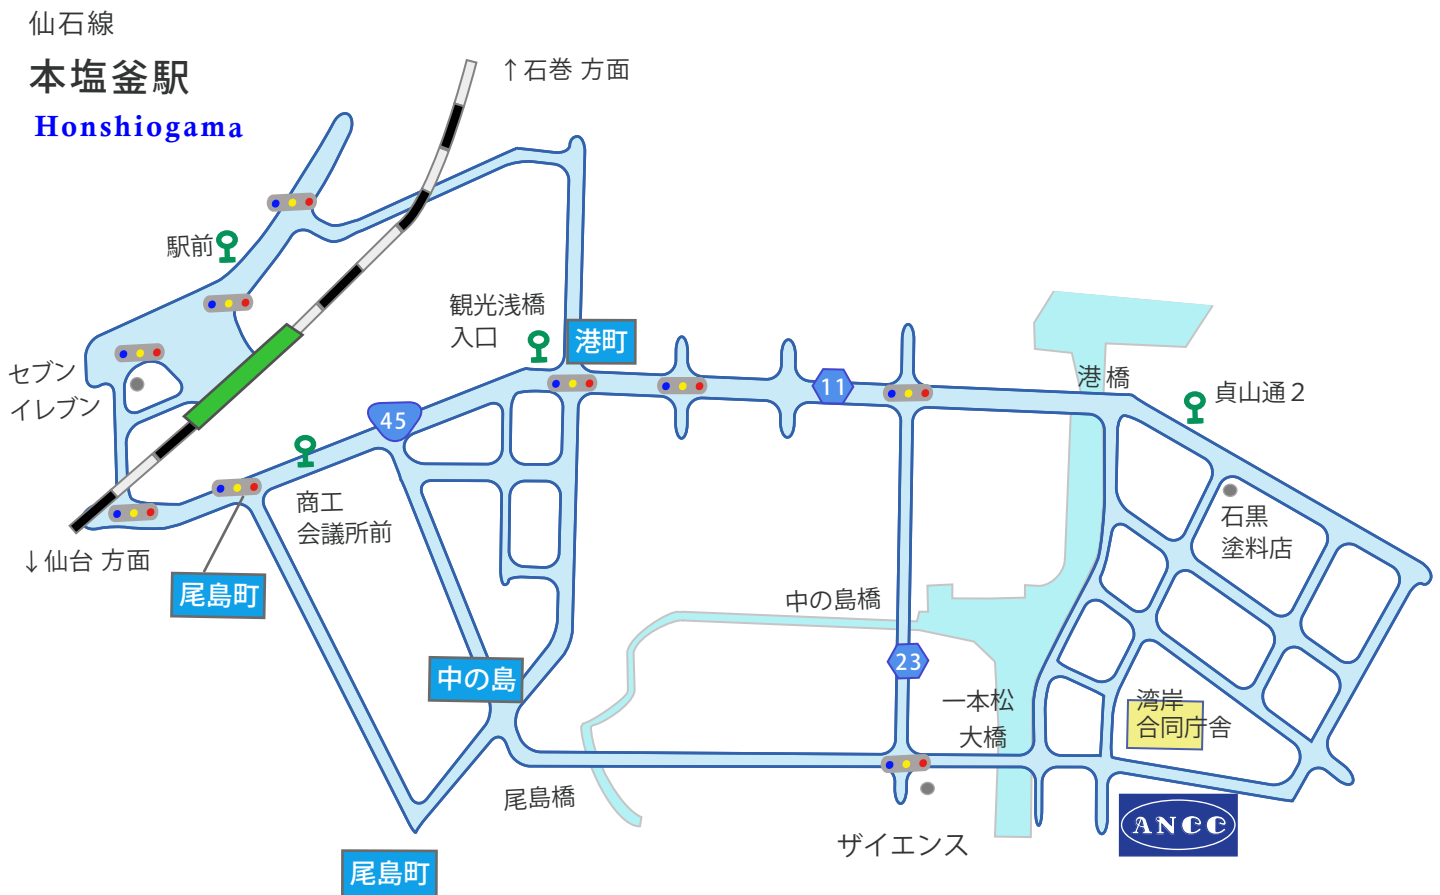 仙石線
本塩釜駅
Honshiogama
↑石巻 方面
駅前
観光浅橋
入口
港町
セブン
イレブン
45
11
港橋
貞山通２
商工
会議所前
石黒
塗料店
↓仙台 方面
尾島町
中の島橋
中の島
23
一本松
大橋
湾岸
合同庁舎
尾島橋
ザイエンス
ANCC
尾島町